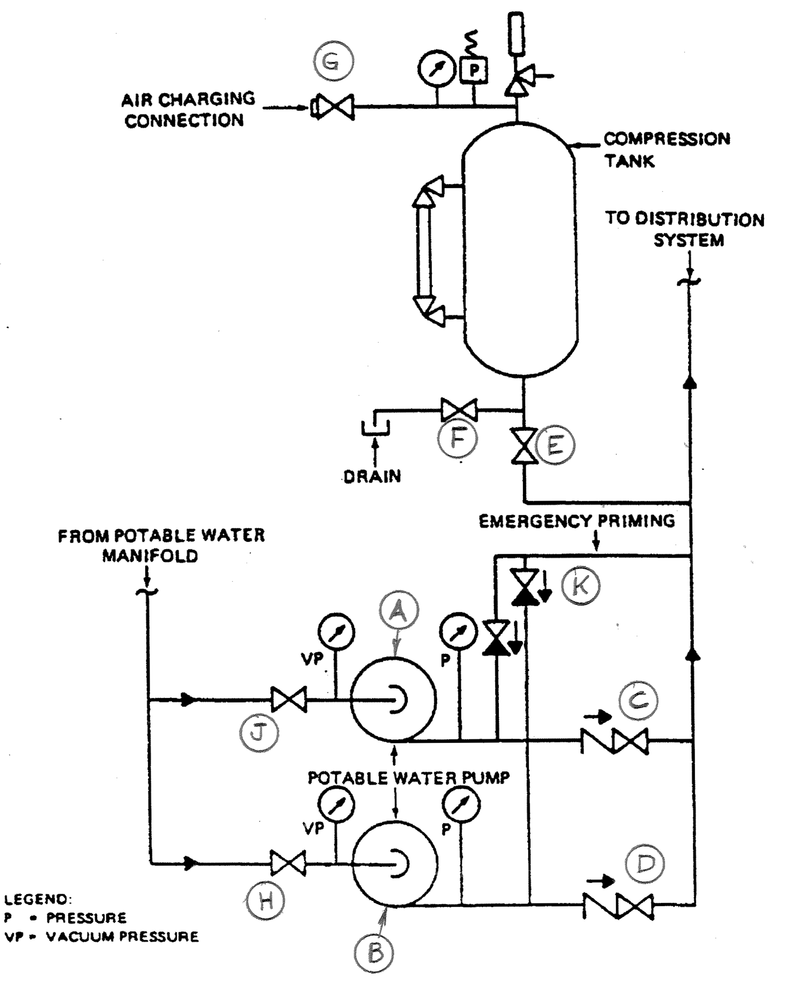 G
P
AIR CHARGING
CONNECTION
COMPRESSION
TANK
TO DISTRIBUTION
SYSTEM
F
E
DRAIN
EMERGENCY PRIMING
FROM POTABLE WATER
MANIFOLD
K
A
VP
P
C
J
POTABLE WATER PUMP
VP
P
D
H
B
LEGEND:
P = PRESSURE
VP = VACUUM PRESSURE